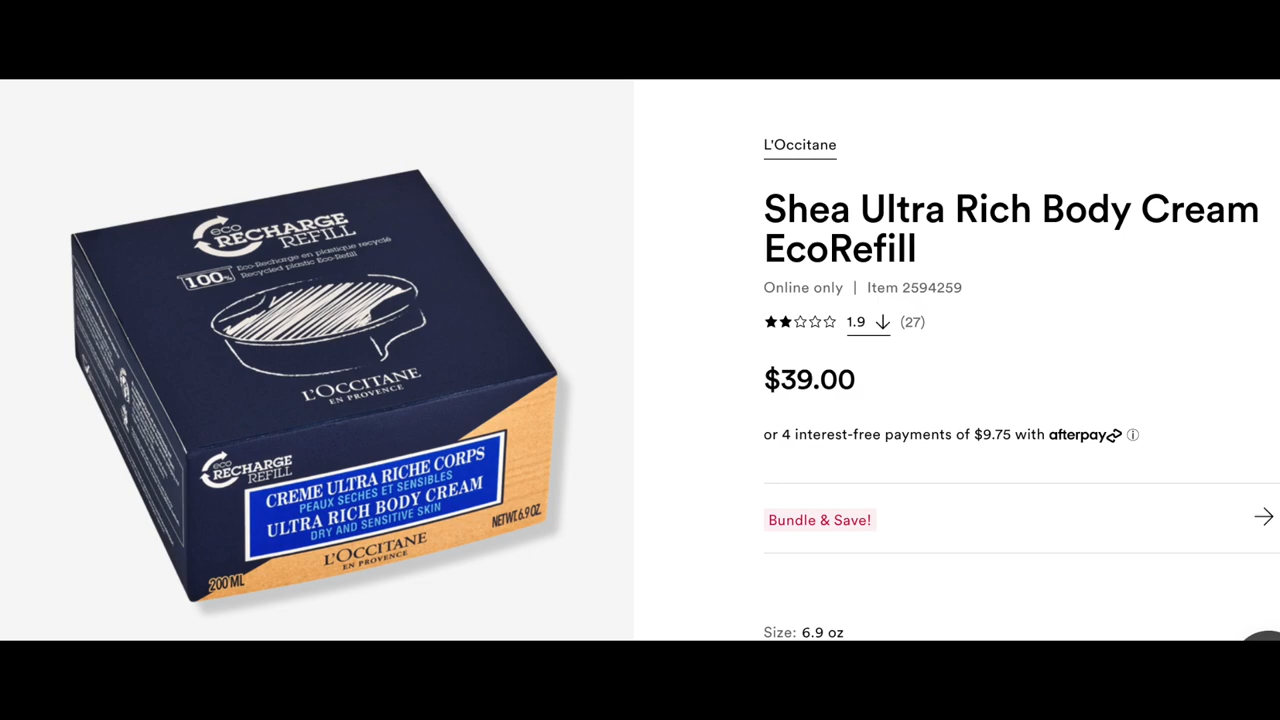 eco
RECHARGE
REFILL
100%
Eco-Recharge en plastique recyclé
Recycled plastic Eco-Refill
L'OCCITANE
EN PROVENCE
eco
RECHARGE
REFILL
CREME ULTRA RICHE CORPS
PEAUX SECHES ET SENSIBLES
ULTRA RICH BODY CREAM
DRY AND SENSITIVE SKIN
NETWT.6.9 OZ.
L'OCCITANE
EN PROVENCE
200 ML
L'Occitane
Shea Ultra Rich Body Cream
EcoRefill
Online only | Item 2594259
1.9 (27)
$39.00
or 4 interest-free payments of $9.75 with afterpay
Bundle & Save!
Size: 6.9 oz